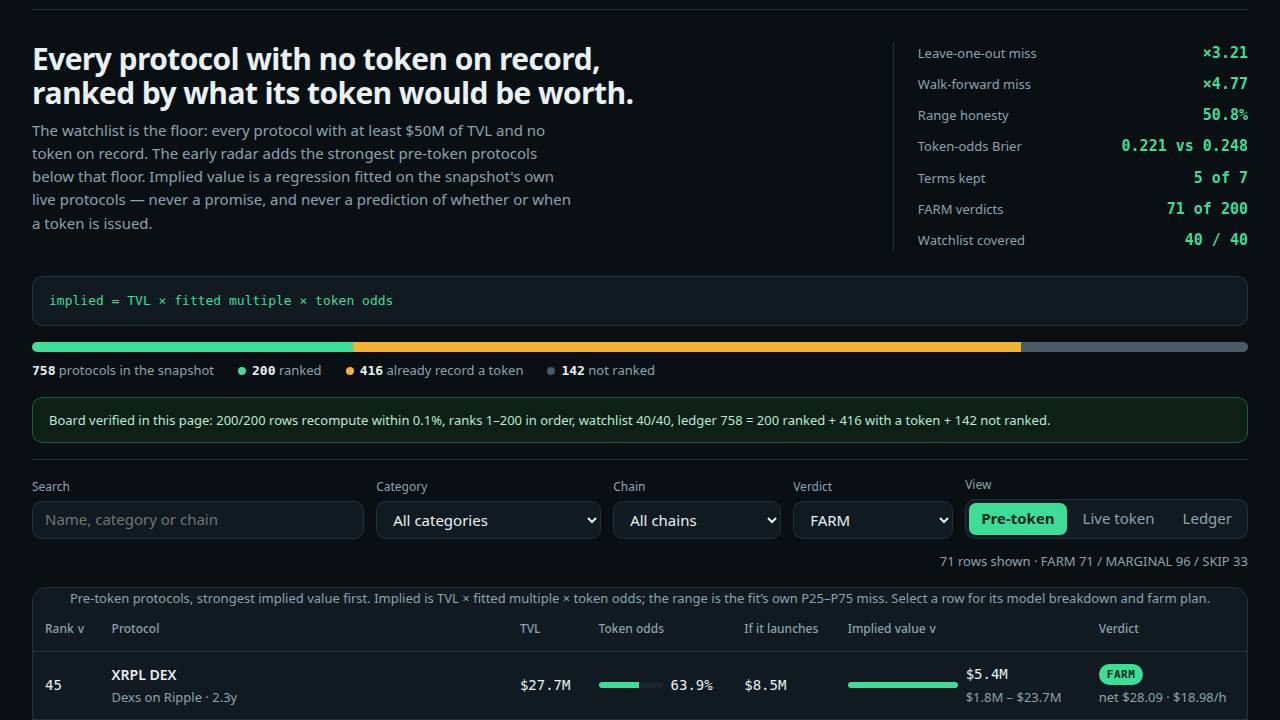 Every protocol with no token on record,
ranked by what its token would be worth.
The watchlist is the floor: every protocol with at least $50M of TVL and no
token on record. The early radar adds the strongest pre-token protocols
below that floor. Implied value is a regression fitted on the snapshot's own
live protocols — never a promise, and never a prediction of whether or when
a token is issued.
Leave-one-out miss ×3.21
Walk-forward miss ×4.77
Range honesty 50.8%
Token-odds Brier 0.221 vs 0.248
Terms kept 5 of 7
FARM verdicts 71 of 200
Watchlist covered 40 / 40
implied = TVL × fitted multiple × token odds
758 protocols in the snapshot 200 ranked 416 already record a token 142 not ranked
Board verified in this page: 200/200 rows recompute within 0.1%, ranks 1–200 in order, watchlist 40/40, ledger 758 = 200 ranked + 416 with a token + 142 not ranked.
Search Category Chain Verdict View
Name, category or chain All categories All chains FARM Pre-token Live token Ledger
71 rows shown · FARM 71 / MARGINAL 96 / SKIP 33
Pre-token protocols, strongest implied value first. Implied is TVL × fitted multiple × token odds; the range is the fit's own P25–P75 miss. Select a row for its model breakdown and farm plan.
Rank v Protocol TVL Token odds If it launches Implied value v Verdict
45 XRPL DEX $27.7M 63.9% $8.5M $5.4M FARM
Dexs on Ripple · 2.3y $1.8M – $23.7M net $28.09 · $18.98/h